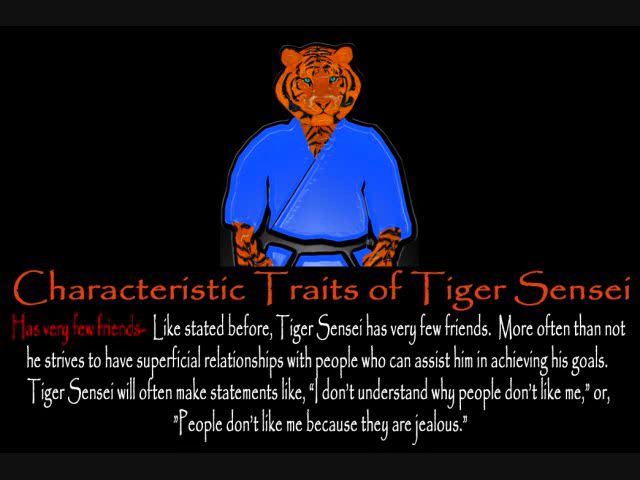 Characteristic Traits of Tiger Sensei
Has very few friends- Like stated before, Tiger Sensei has very few friends. More often than not
he strives to have superficial relationships with people who can assist him in achieving his goals.
Tiger Sensei will often make statements like, “I don't understand why people don't like me,” or,
”People don't like me because they are jealous.”